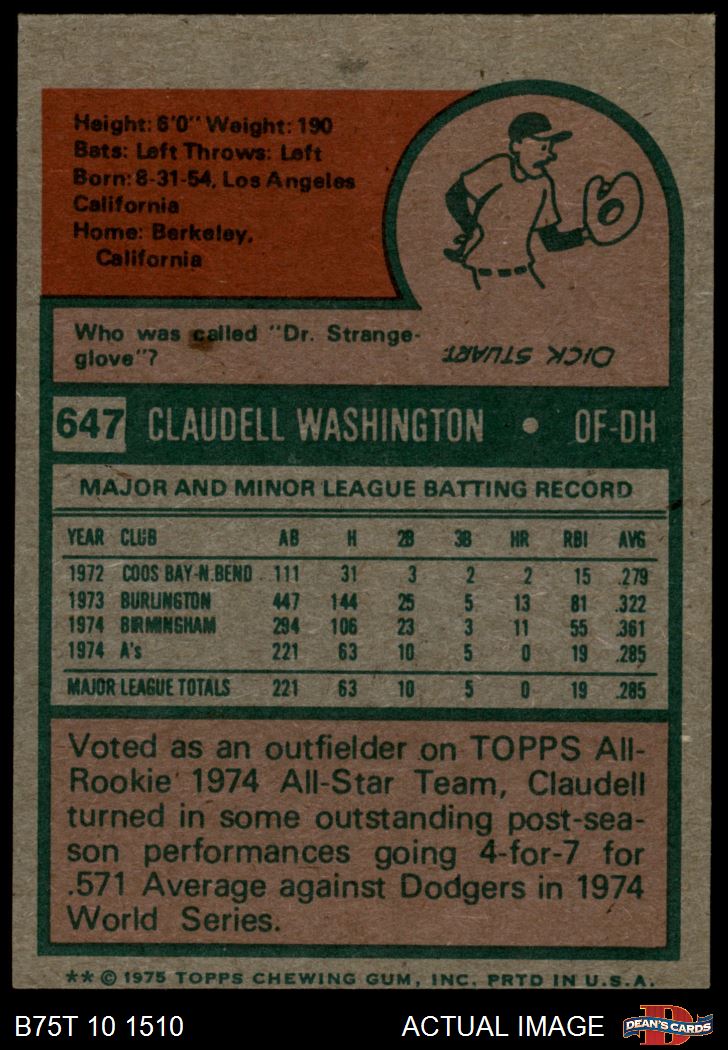 Height: 6'0" Weight: 190
Bats: Left Throws: Left
Born: 8-31-54, Los Angeles
California
Home: Berkeley,
California
Who was called "Dr. Strange-
glove"?
DICK STUART
647 CLAUDELL WASHINGTON • OF-DH
MAJOR AND MINOR LEAGUE BATTING RECORD
YEAR CLUB AB H 2B 3B HR RBI AVG
1972 COOS BAY-N.BEND 111 31 3 2 2 15 .279
1973 BURLINGTON 447 144 25 5 13 81 .322
1974 BIRMINGHAM 294 106 23 3 11 55 .361
1974 A's 221 63 10 5 0 19 .285
MAJOR LEAGUE TOTALS 221 63 10 5 0 19 .285
Voted as an outfielder on TOPPS All-
Rookie 1974 All-Star Team, Claudell
turned in some outstanding post-sea-
son performances going 4-for-7 for
.571 Average against Dodgers in 1974
World Series.
** © 1975 TOPPS CHEWING GUM, INC. PRTD IN U.S.A.
B75T 10 1510 ACTUAL IMAGE
D
DEAN'S CARDS